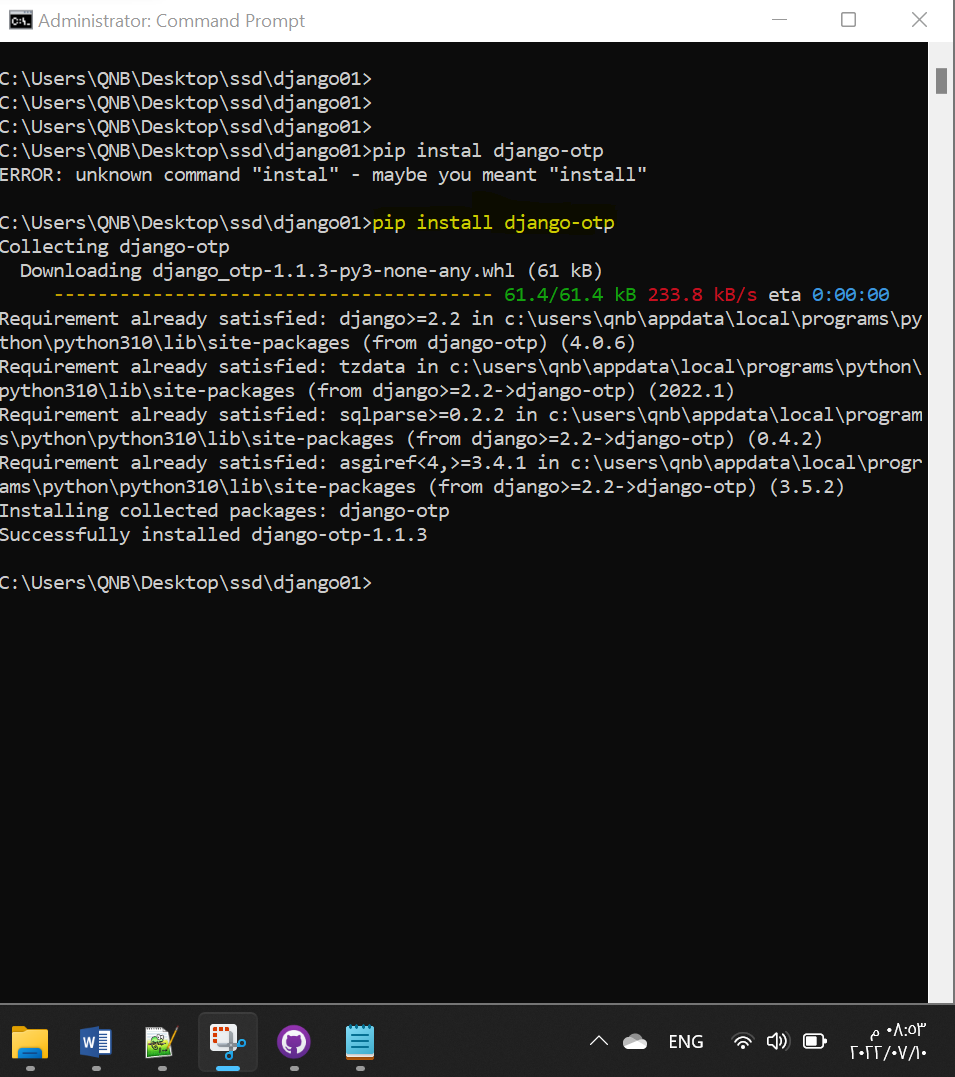 Administrator: Command Prompt
C:\Users\QNB\Desktop\ssd\django01>
C:\Users\QNB\Desktop\ssd\django01>
C:\Users\QNB\Desktop\ssd\django01>
C:\Users\QNB\Desktop\ssd\django01>pip instal django-otp
ERROR: unknown command "instal" - maybe you meant "install"
C:\Users\QNB\Desktop\ssd\django01>pip install django-otp
Collecting django-otp
  Downloading django_otp-1.1.3-py3-none-any.whl (61 kB)
---------------------------------------- 61.4/61.4 kB 233.8 kB/s eta 0:00:00
Requirement already satisfied: django>=2.2 in c:\users\qnb\appdata\local\programs\py
thon\python310\lib\site-packages (from django-otp) (4.0.6)
Requirement already satisfied: tzdata in c:\users\qnb\appdata\local\programs\python\
python310\lib\site-packages (from django>=2.2->django-otp) (2022.1)
Requirement already satisfied: sqlparse>=0.2.2 in c:\users\qnb\appdata\local\program
s\python\python310\lib\site-packages (from django>=2.2->django-otp) (0.4.2)
Requirement already satisfied: asgiref<4,>=3.4.1 in c:\users\qnb\appdata\local\progr
ams\python\python310\lib\site-packages (from django>=2.2->django-otp) (3.5.2)
Installing collected packages: django-otp
Successfully installed django-otp-1.1.3
C:\Users\QNB\Desktop\ssd\django01>
ENG
٠٨:٥٣ م
٢٠٢٢/٠٧/١٠